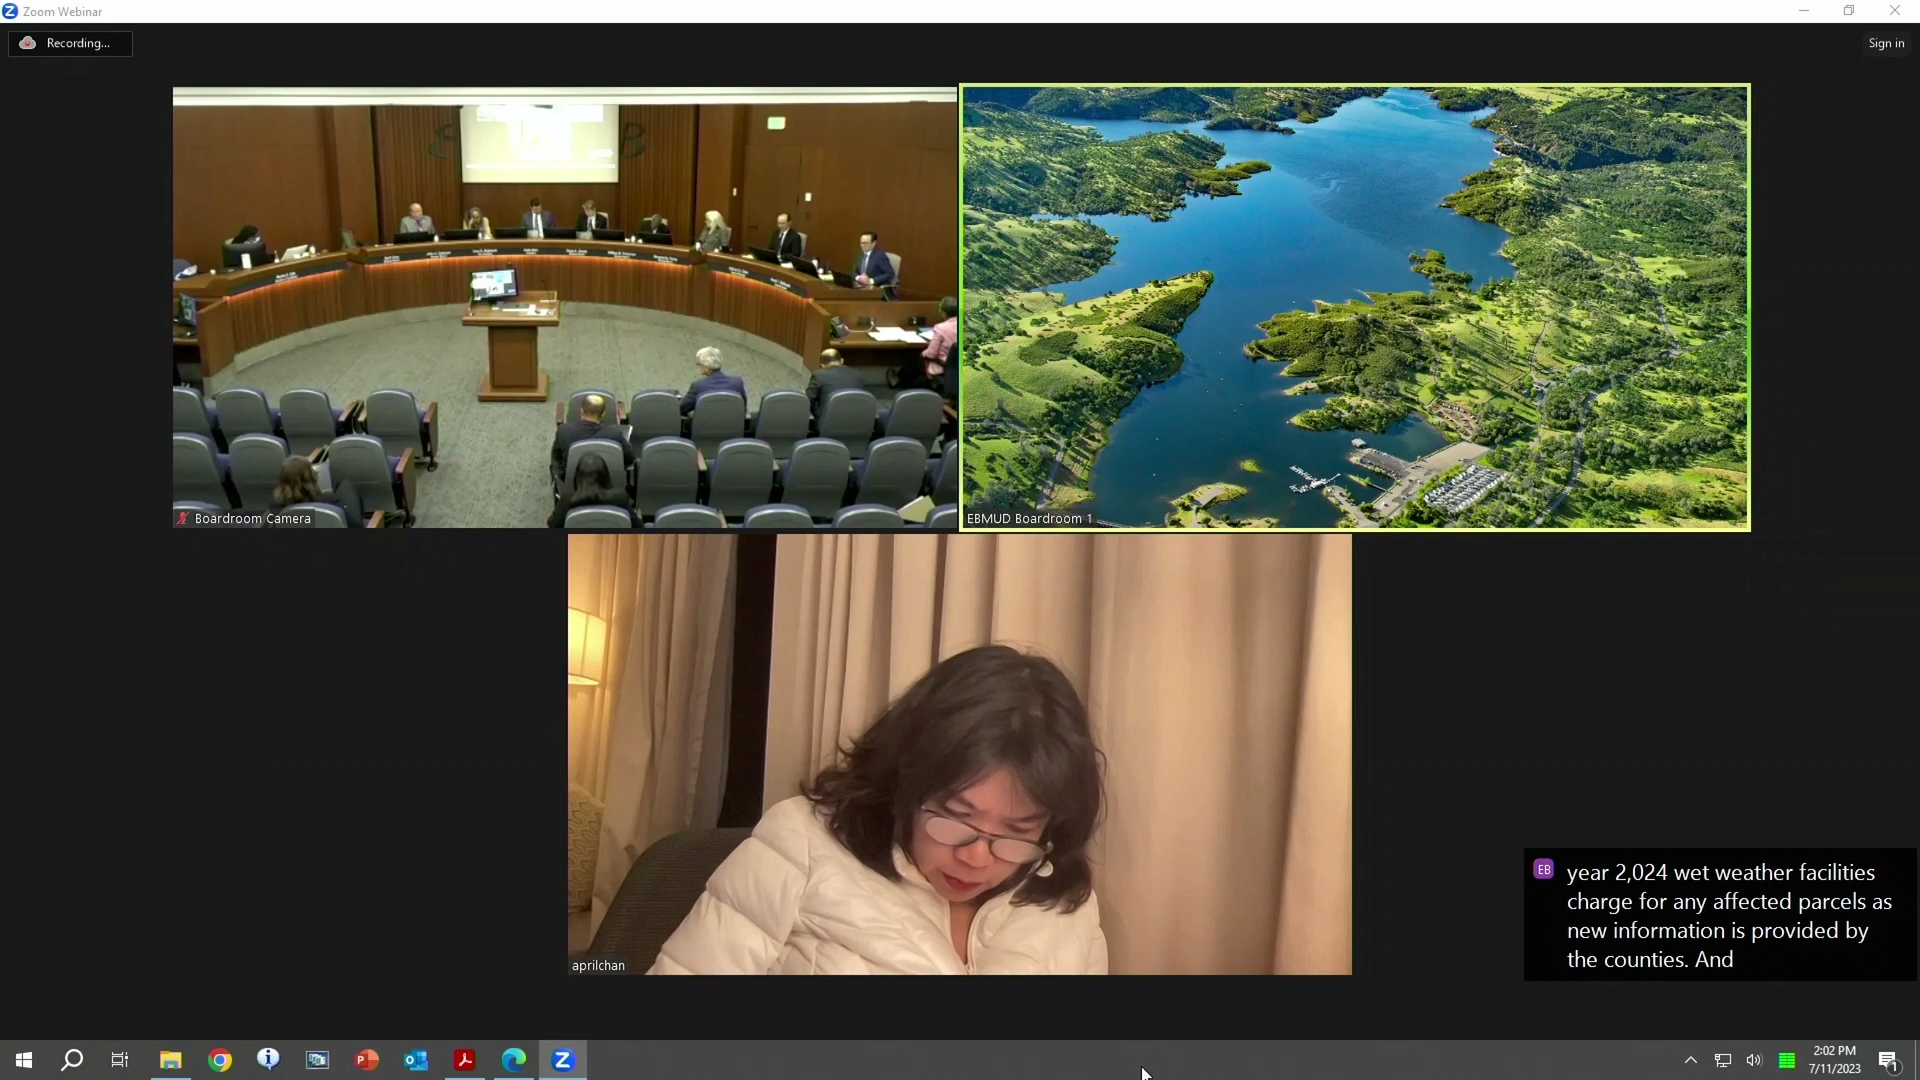 Zoom Webinar
Recording...
Sign in
Boardroom Camera
EBMUD Boardroom 1
aprilchan
EB
year 2,024 wet weather facilities
charge for any affected parcels as
new information is provided by
the counties. And
2:02 PM
7/11/2023
1